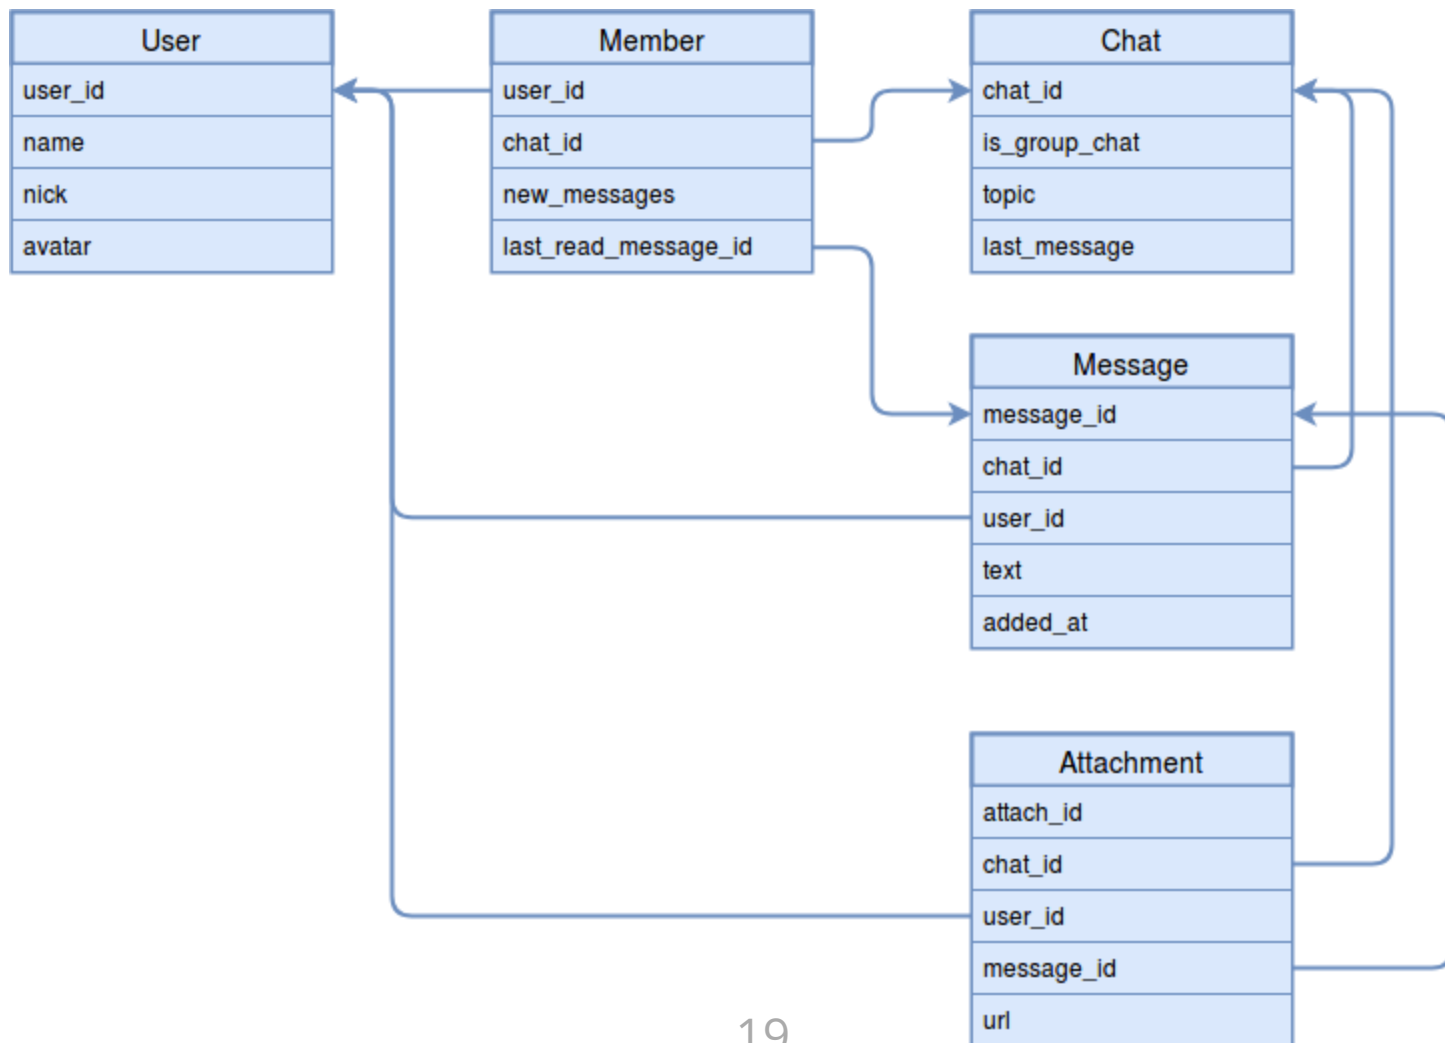 User
user_id
name
nick
avatar
Member
user_id
chat_id
new_messages
last_read_message_id
Chat
chat_id
is_group_chat
topic
last_message
Message
message_id
chat_id
user_id
text
added_at
Attachment
attach_id
chat_id
user_id
message_id
url
19